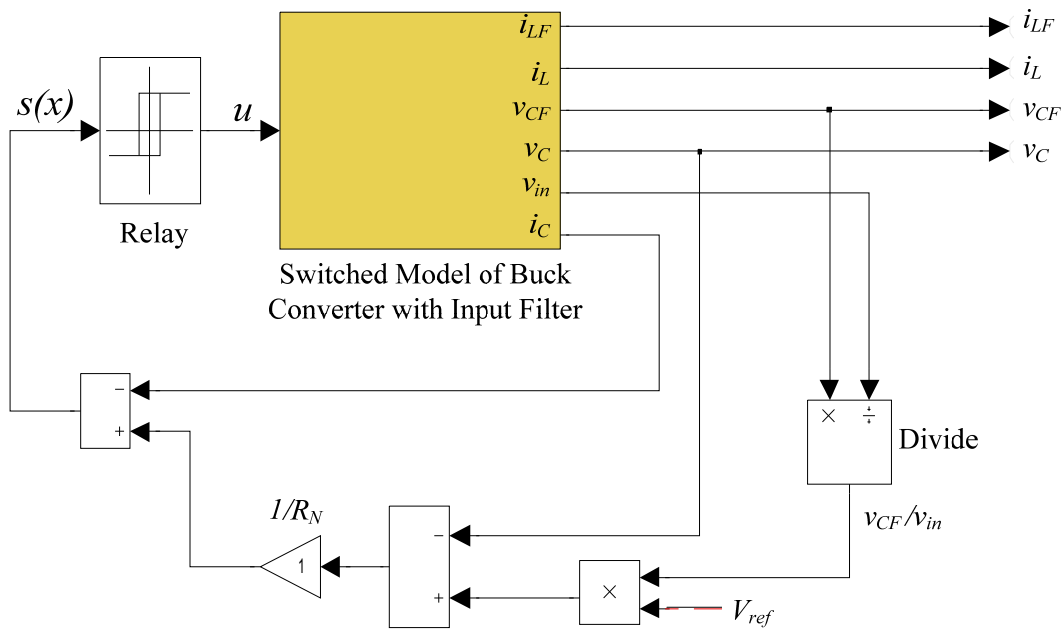 i_LF
i_LF
i_L
i_L
v_CF
v_CF
v_C
v_C
v_in
i_C
s(x)
u
Relay
Switched Model of Buck
Converter with Input Filter
−
+
× ÷
Divide
v_CF/v_in
1/R_N
1
−
+
×
V_ref